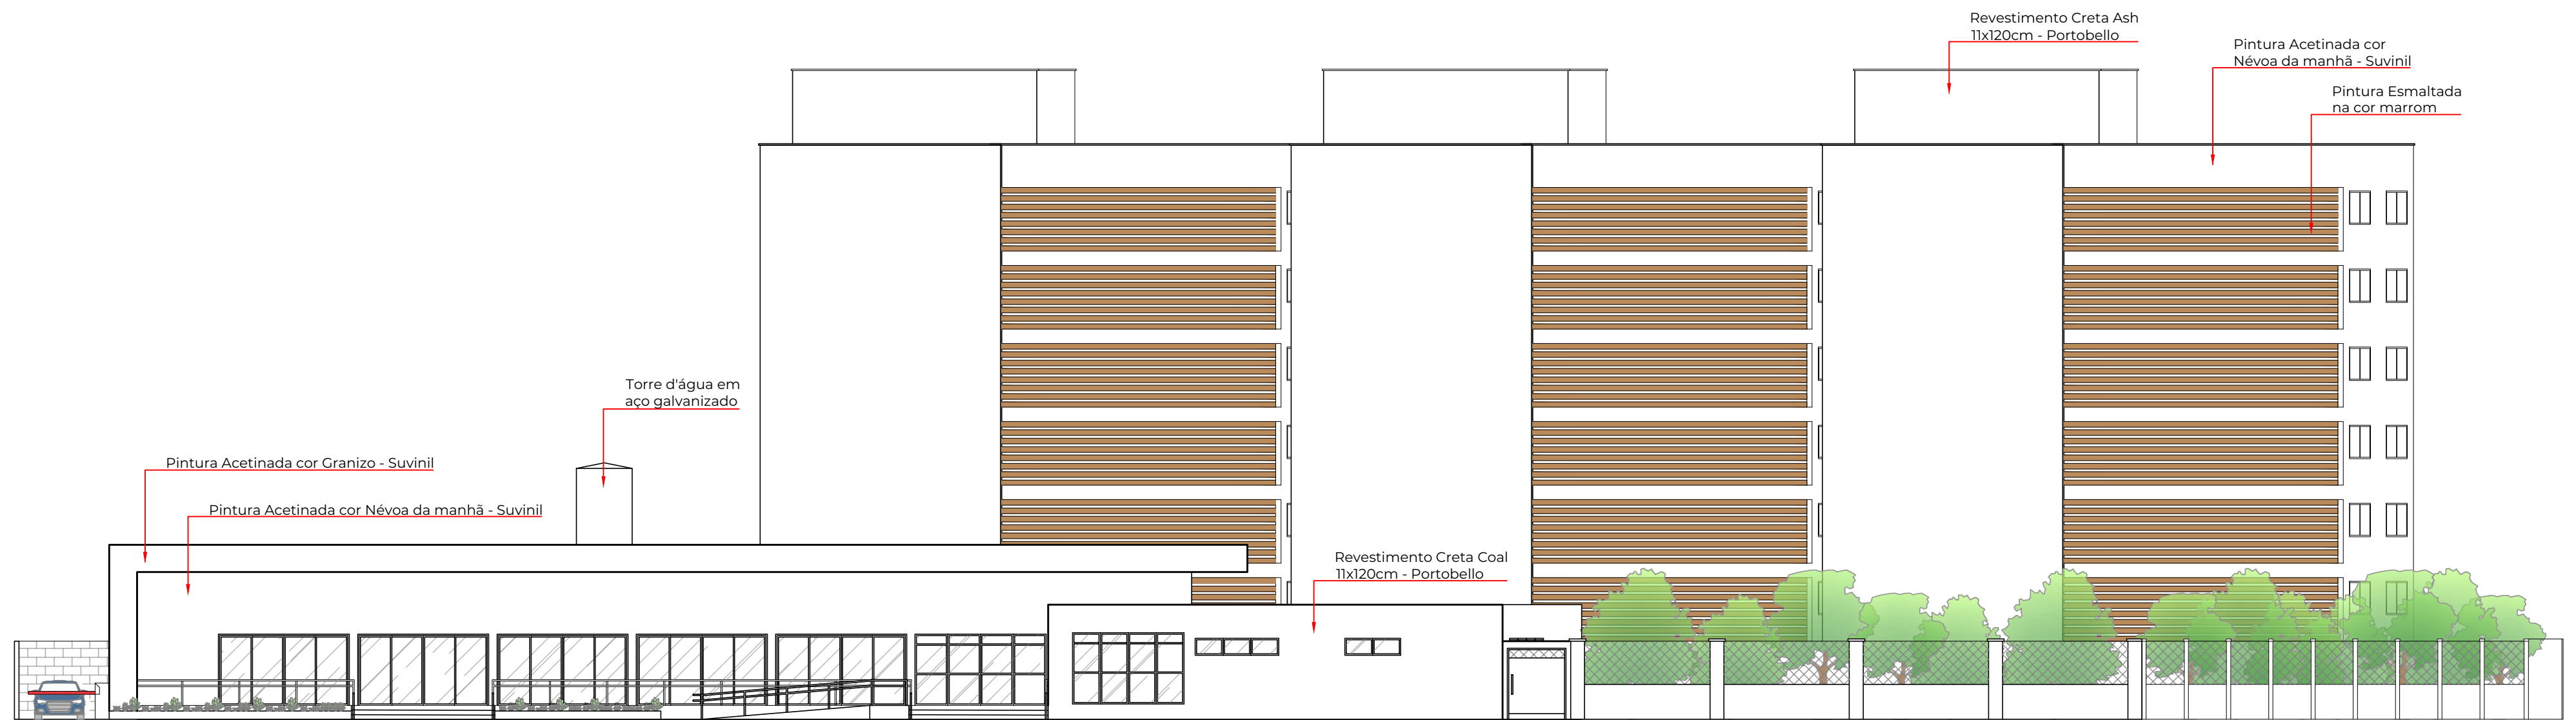 Revestimento Creta Ash
11x120cm - Portobello
Pintura Acetinada cor
Névoa da manhã - Suvinil
Pintura Esmaltada
na cor marrom
Torre d'água em
aço galvanizado
Pintura Acetinada cor Granizo - Suvinil
Pintura Acetinada cor Névoa da manhã - Suvinil
Revestimento Creta Coal
11x120cm - Portobello